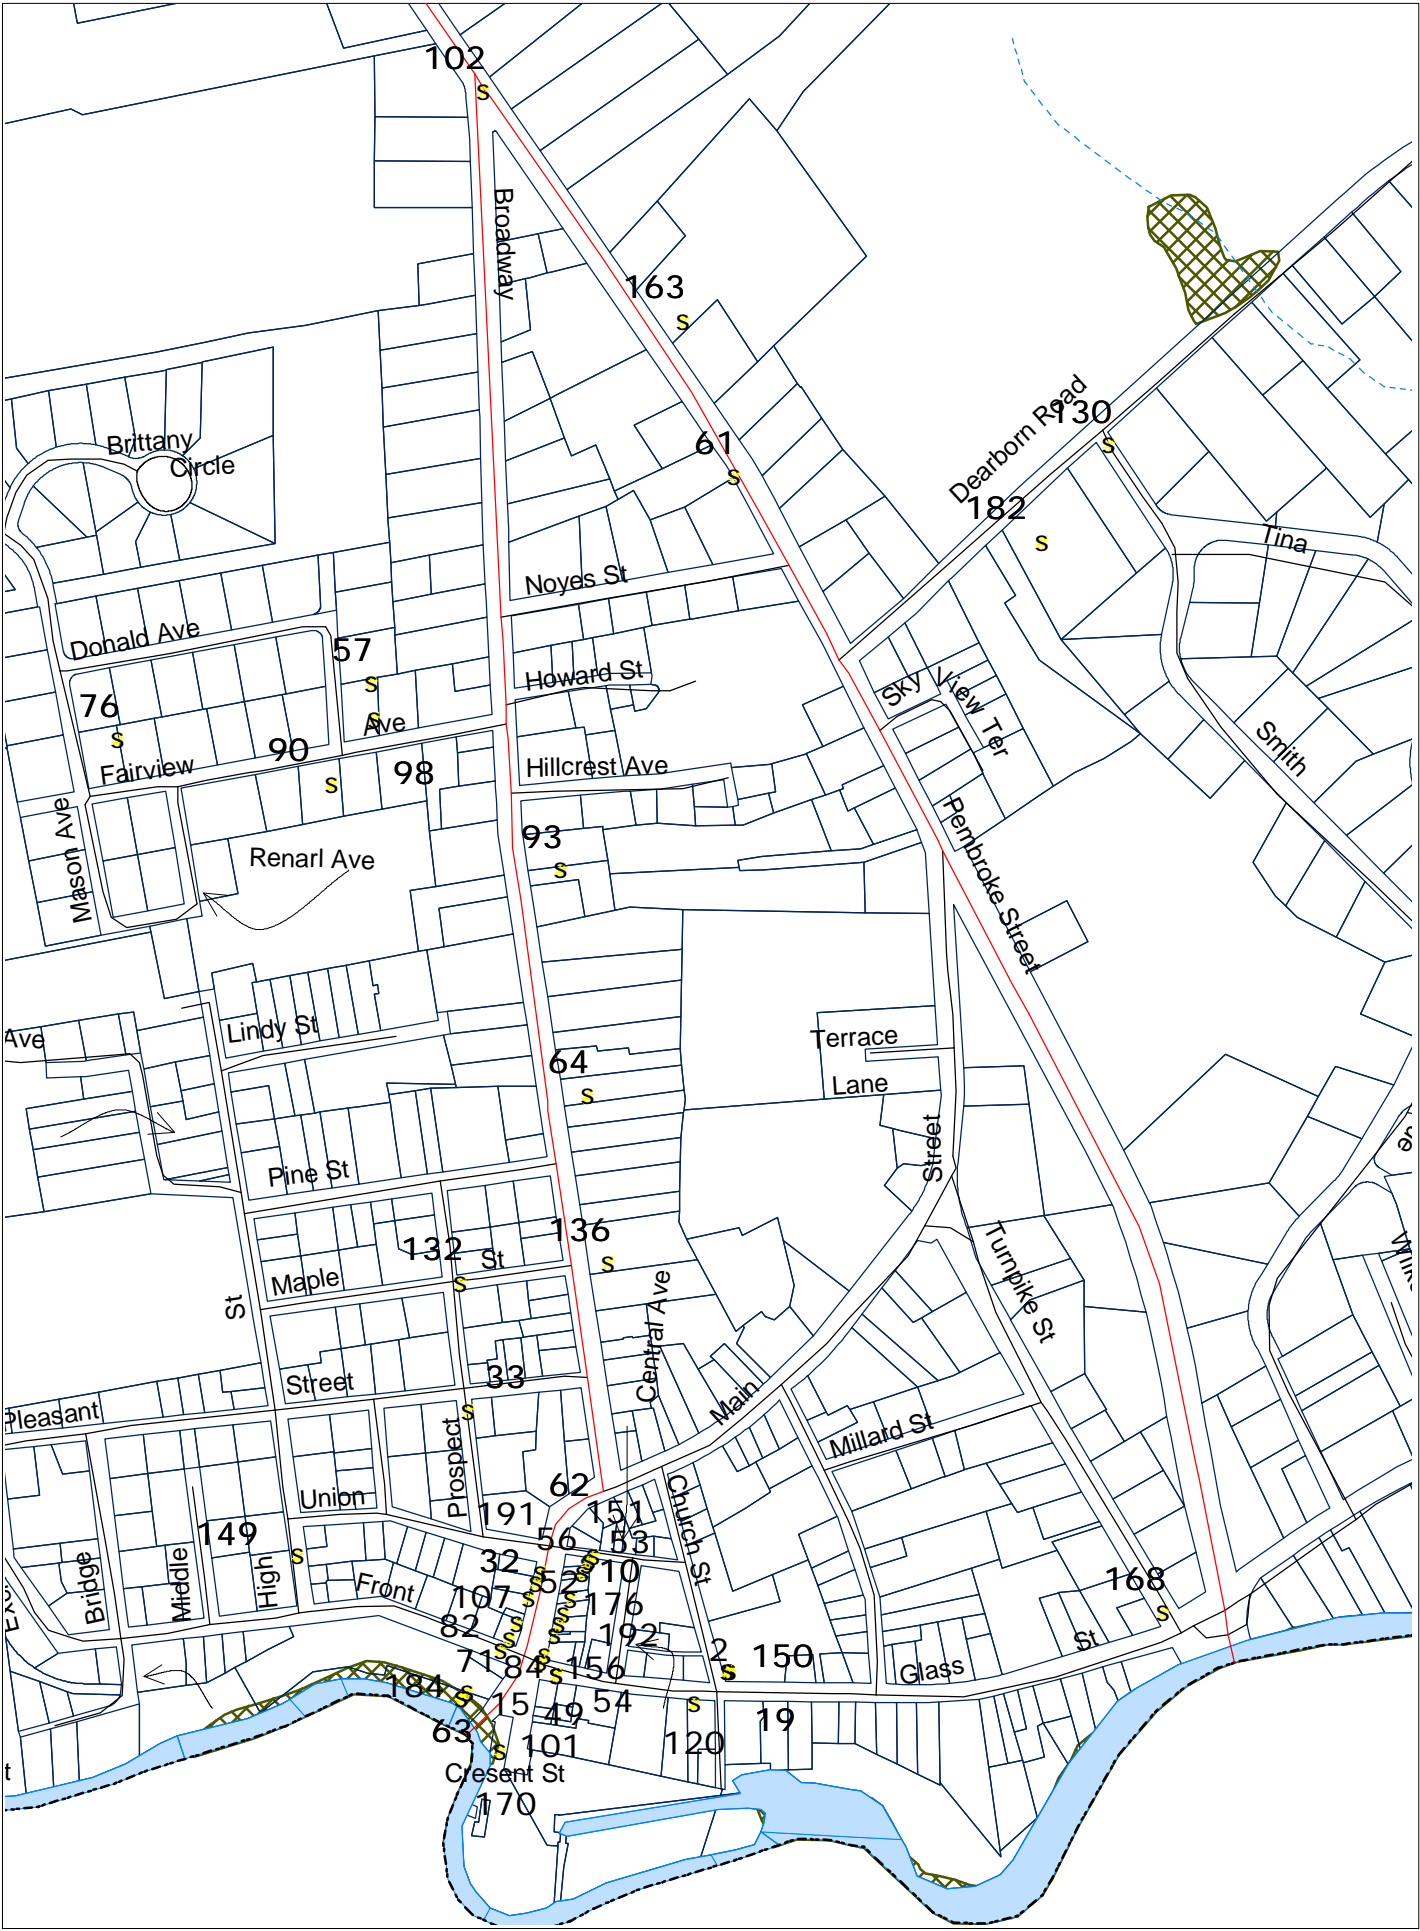 102
S
Broadway
163
S
Dearborn Road
130
S
61
S
Brittany
Circle
182
S
Tina
Noyes St
Donald Ave
57
S
Howard St
Sky View Ter
76
S
S
Ave
90
S
98
Fairview
Hillcrest Ave
Smith
Mason Ave
93
S
Pembroke Street
Renarl Ave
Ave
Lindy St
Terrace
Lane
64
S
Street
Pine St
136
S
132
S
St
Maple
St
Central Ave
Turnpike St
33
S
Street
Pleasant
Main
Millard St
Prospect
62
Union
191
151
Church St
149
S
56
53
S
32
S
10
52
107
176
Bridge
Middle
High
Front
168
S
82
192
2
S
150
St
71
84
156
Glass
184
S
15
49
54
S
19
63
101
120
S
Cresent St
170